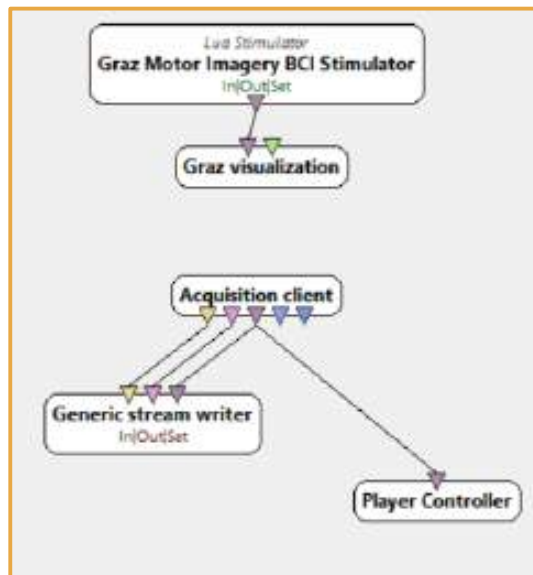 Lua Stimulator
Graz Motor Imagery BCI Stimulator
In|Out|Set
Graz visualization
Acquisition client
Generic stream writer
In|Out|Set
Player Controller